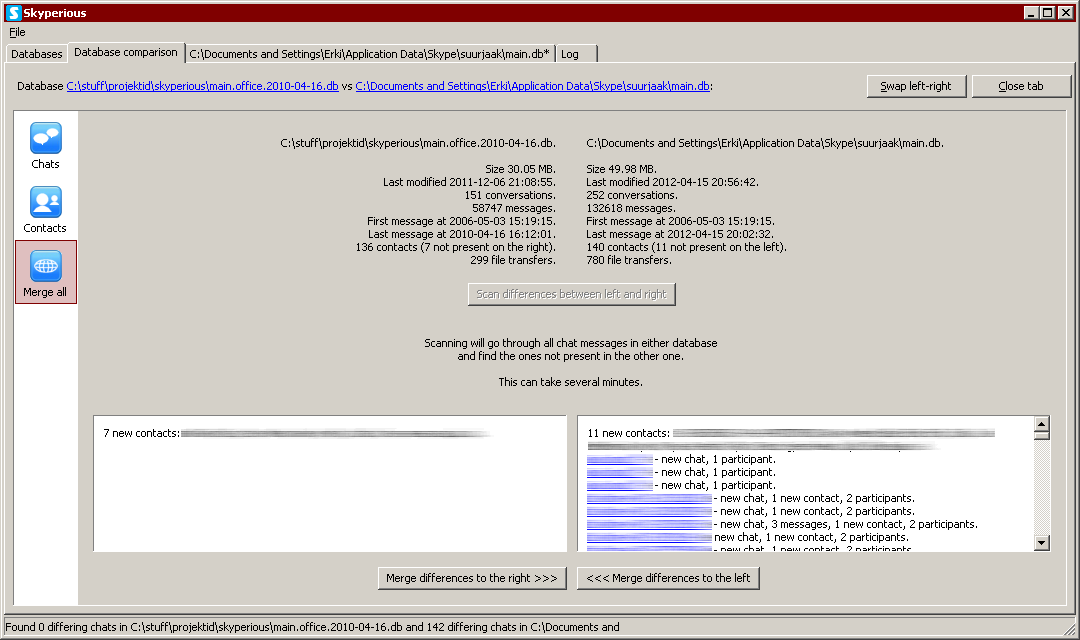 Skyperious
File
Databases
Database comparison
C:\Documents and Settings\Erki\Application Data\Skype\suurjaak\main.db*
Log
Database C:\stuff\projektid\skyperious\main.office.2010-04-16.db vs C:\Documents and Settings\Erki\Application Data\Skype\suurjaak\main.db:
Swap left-right
Close tab
Chats
Contacts
Merge all
C:\stuff\projektid\skyperious\main.office.2010-04-16.db.
Size 30.05 MB.
Last modified 2011-12-06 21:08:55.
151 conversations.
58747 messages.
First message at 2006-05-03 15:19:15.
Last message at 2010-04-16 16:12:01.
136 contacts (7 not present on the right).
299 file transfers.
C:\Documents and Settings\Erki\Application Data\Skype\suurjaak\main.db.
Size 49.98 MB.
Last modified 2012-04-15 20:56:42.
252 conversations.
132618 messages.
First message at 2006-05-03 15:19:15.
Last message at 2012-04-15 20:02:32.
140 contacts (11 not present on the left).
780 file transfers.
Scan differences between left and right
Scanning will go through all chat messages in either database
and find the ones not present in the other one.
This can take several minutes.
7 new contacts:
11 new contacts:
- new chat, 1 participant.
- new chat, 1 participant.
- new chat, 1 participant.
- new chat, 1 new contact, 2 participants.
- new chat, 1 new contact, 2 participants.
- new chat, 3 messages, 1 new contact, 2 participants.
new chat, 1 new contact, 2 participants.
- new chat, 1 new contact, 2 participants.
Merge differences to the right >>>
<<< Merge differences to the left
Found 0 differing chats in C:\stuff\projektid\skyperious\main.office.2010-04-16.db and 142 differing chats in C:\Documents and